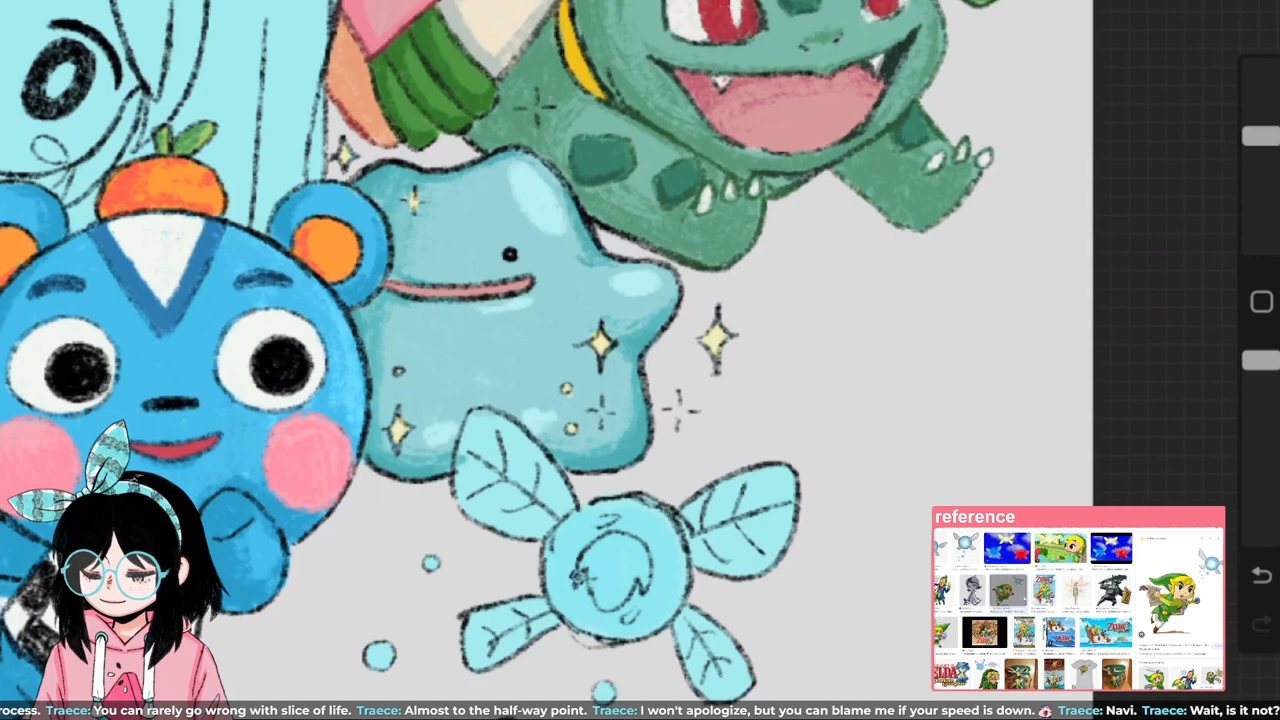 reference
rocess. Traece: You can rarely go wrong with slice of life. Traece: Almost to the half-way point. Traece: I won't apologize, but you can blame me if your speed is down. Traece: Navi. Traece: Wait, is it not?